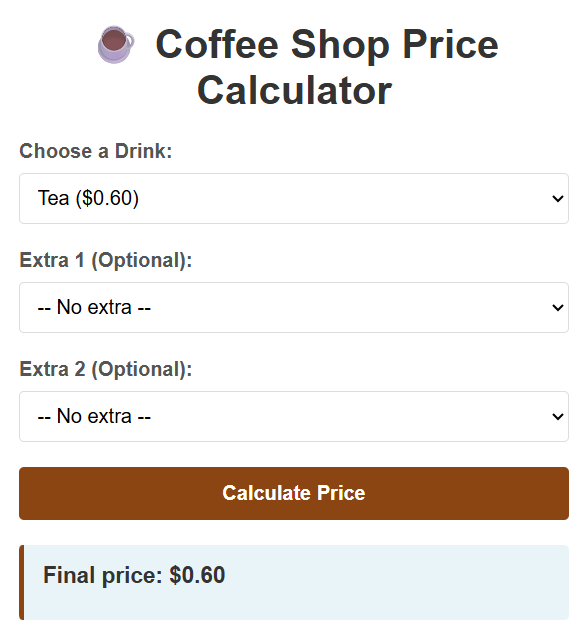 Coffee Shop Price
Calculator
Choose a Drink:
Tea ($0.60)
Extra 1 (Optional):
-- No extra --
Extra 2 (Optional):
-- No extra --
Calculate Price
Final price: $0.60